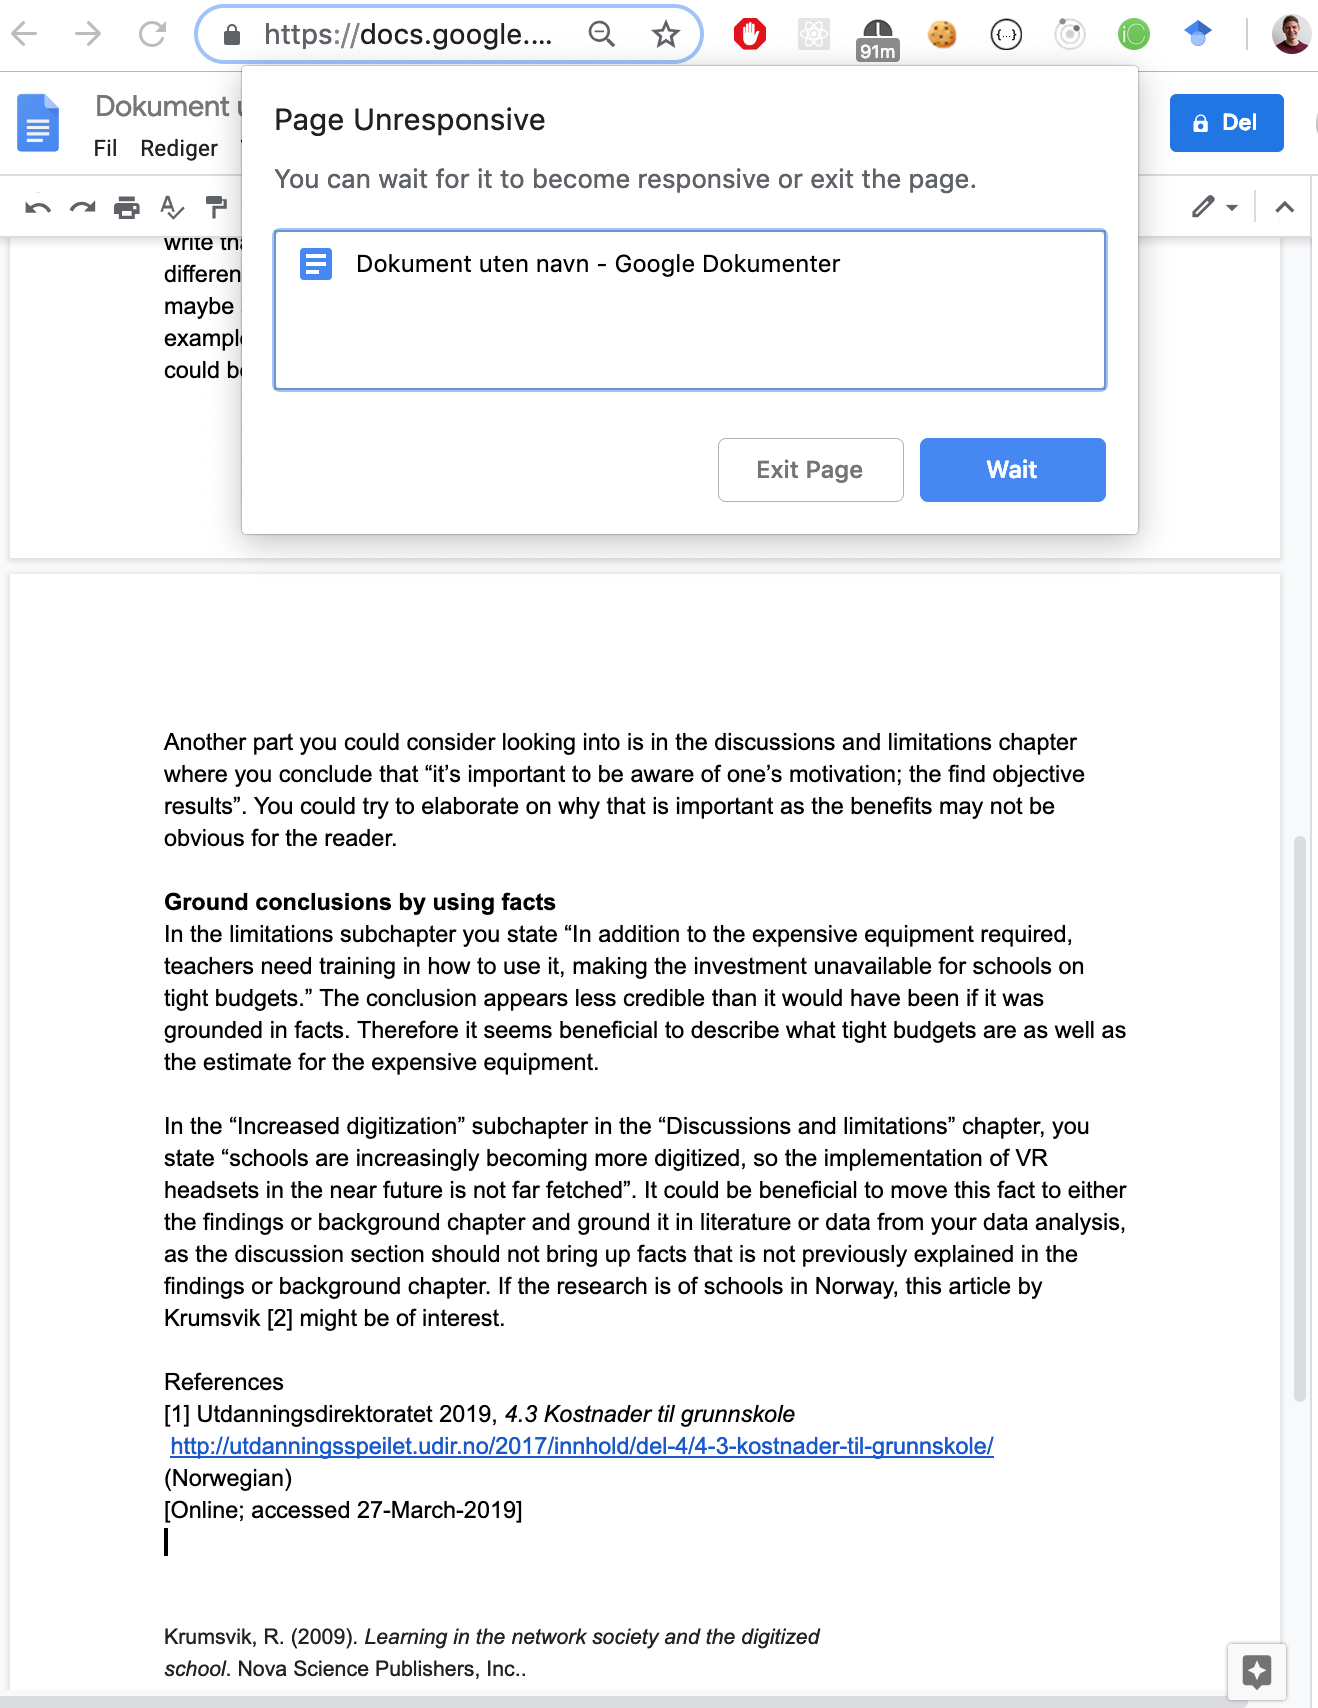 https://docs.google....
91m
{...}
iC
Page Unresponsive
You can wait for it to become responsive or exit the page.
Dokument uten navn - Google Dokumenter
Exit Page
Wait
Dokument
Fil Rediger
Del
write
maybe
could
Another part you could consider looking into is in the discussions and limitations chapter
where you conclude that “it’s important to be aware of one’s motivation; the find objective
results”. You could try to elaborate on why that is important as the benefits may not be
obvious for the reader.
Ground conclusions by using facts
In the limitations subchapter you state “In addition to the expensive equipment required,
teachers need training in how to use it, making the investment unavailable for schools on
tight budgets.” The conclusion appears less credible than it would have been if it was
grounded in facts. Therefore it seems beneficial to describe what tight budgets are as well as
the estimate for the expensive equipment.
In the “Increased digitization” subchapter in the “Discussions and limitations” chapter, you
state “schools are increasingly becoming more digitized, so the implementation of VR
headsets in the near future is not far fetched”. It could be beneficial to move this fact to either
the findings or background chapter and ground it in literature or data from your data analysis,
as the discussion section should not bring up facts that is not previously explained in the
findings or background chapter. If the research is of schools in Norway, this article by
Krumsvik [2] might be of interest.
References
[1] Utdanningsdirektoratet 2019, 4.3 Kostnader til grunnskole
http://utdanningsspeilet.udir.no/2017/innhold/del-4/4-3-kostnader-til-grunnskole/
(Norwegian)
[Online; accessed 27-March-2019]
Krumsvik, R. (2009). Learning in the network society and the digitized
school. Nova Science Publishers, Inc..